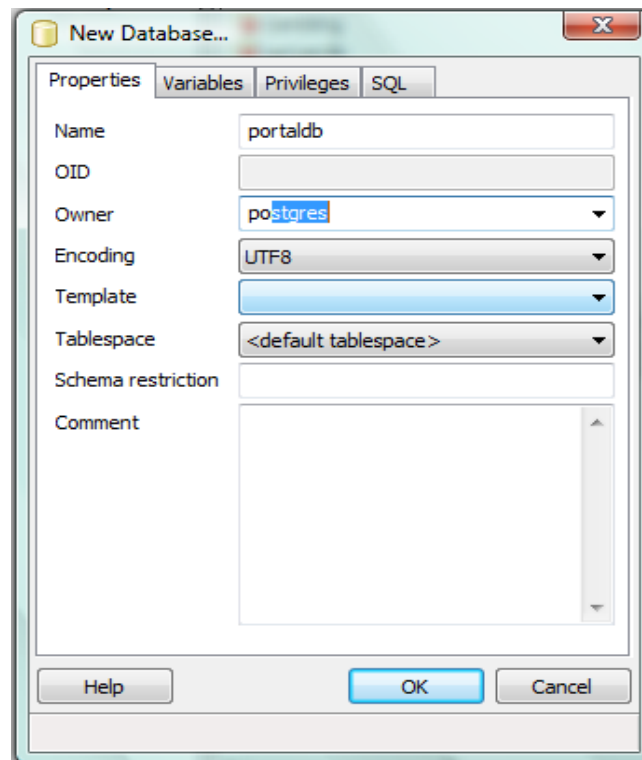 New Database...
Properties Variables Privileges SQL
Name portaldb
OID
Owner postgres
Encoding UTF8
Template
Tablespace <default tablespace>
Schema restriction
Comment
Help OK Cancel